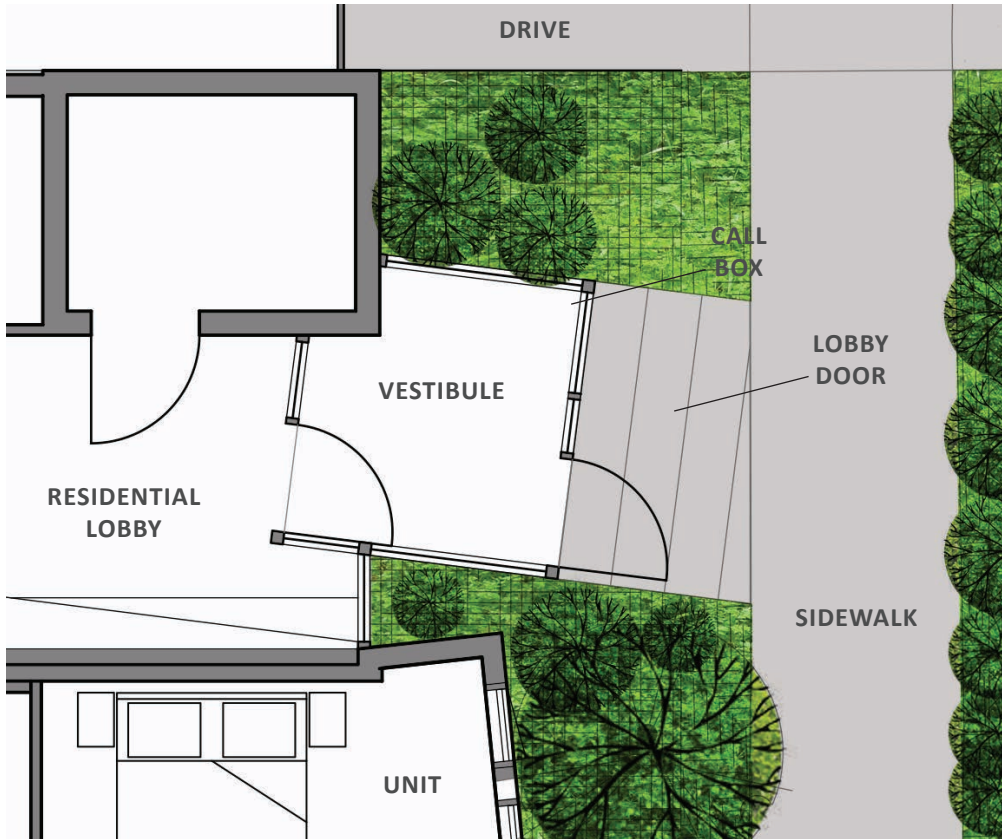 DRIVE
CALL
BOX
LOBBY
DOOR
VESTIBULE
RESIDENTIAL
LOBBY
SIDEWALK
UNIT